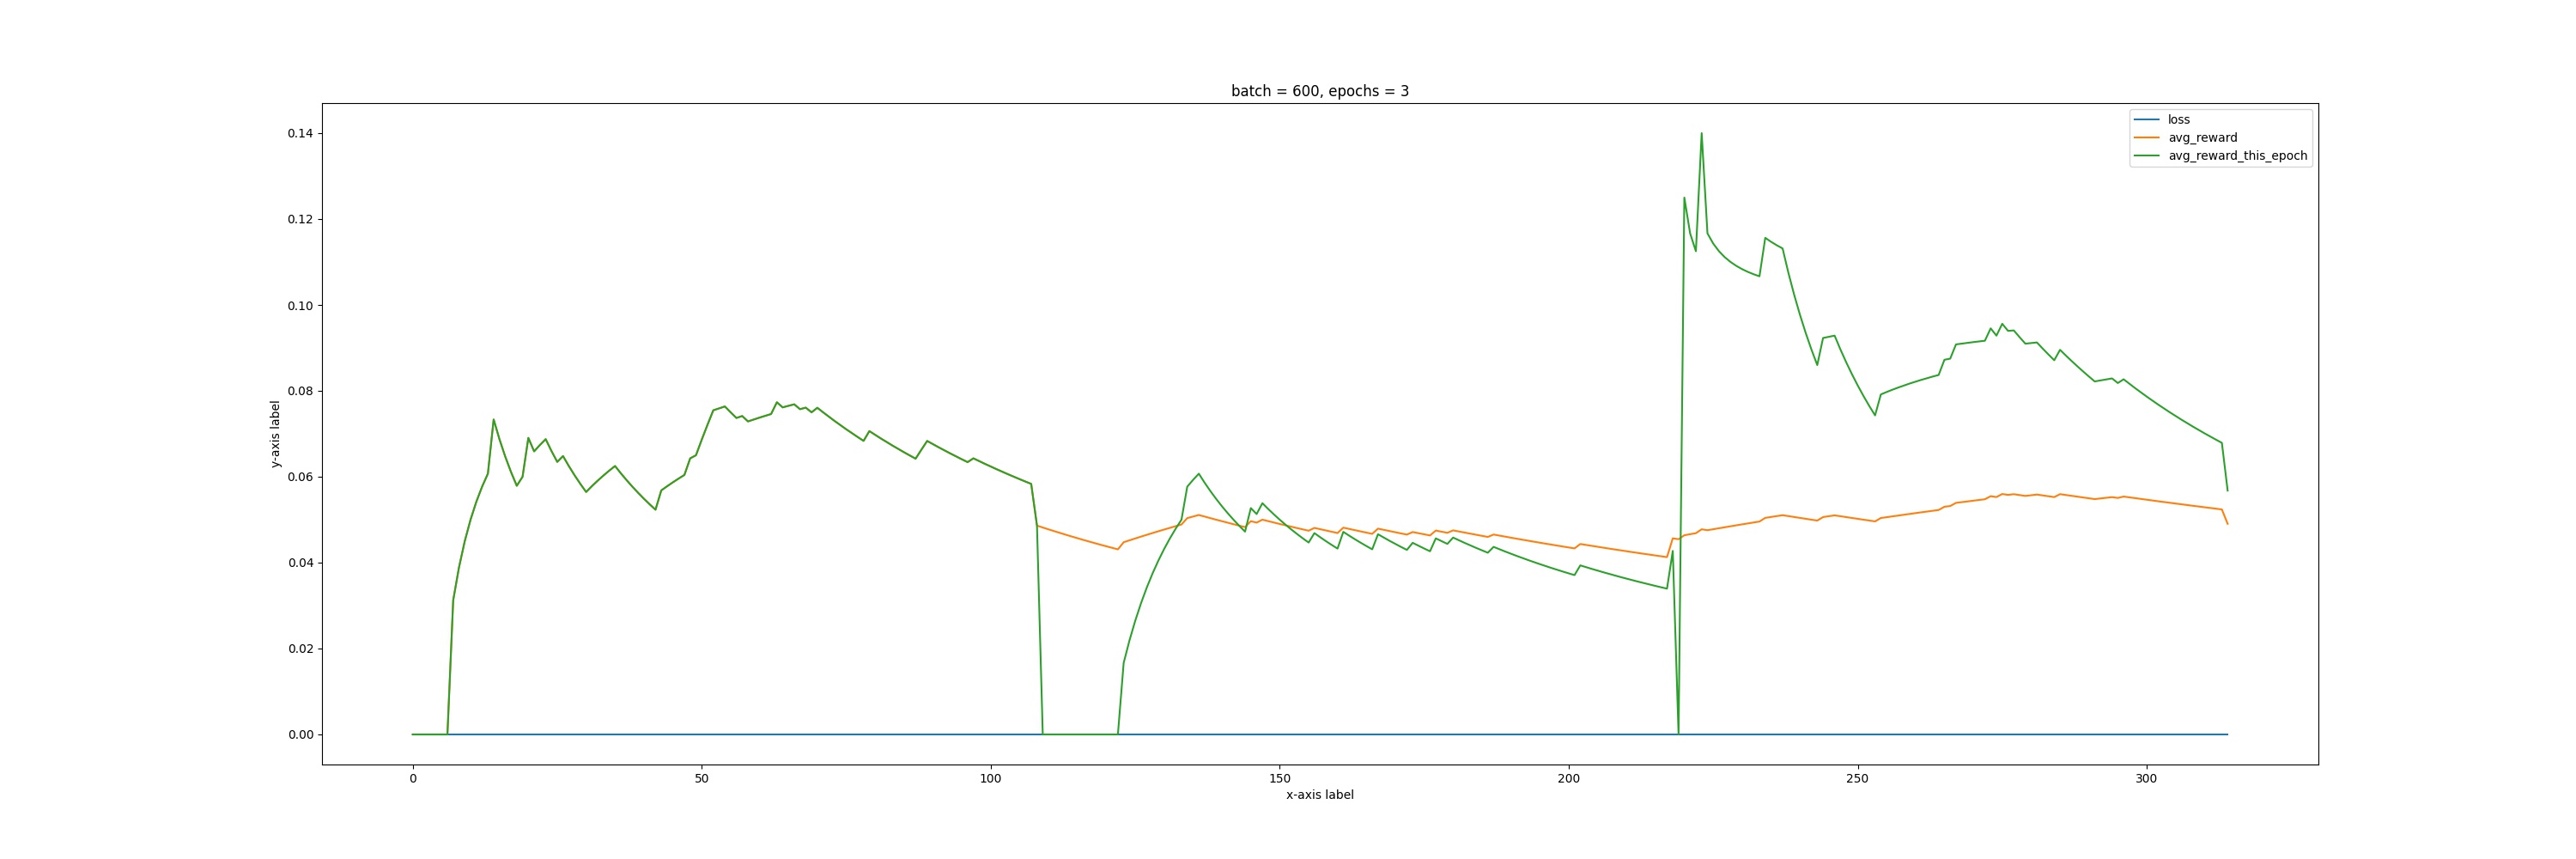 batch = 600, epochs = 3
loss
avg_reward
avg_reward_this_epoch
0.14
0.12
0.10
0.08
0.06
0.04
0.02
0.00
y-axis label
0
50
100
150
200
250
300
x-axis label